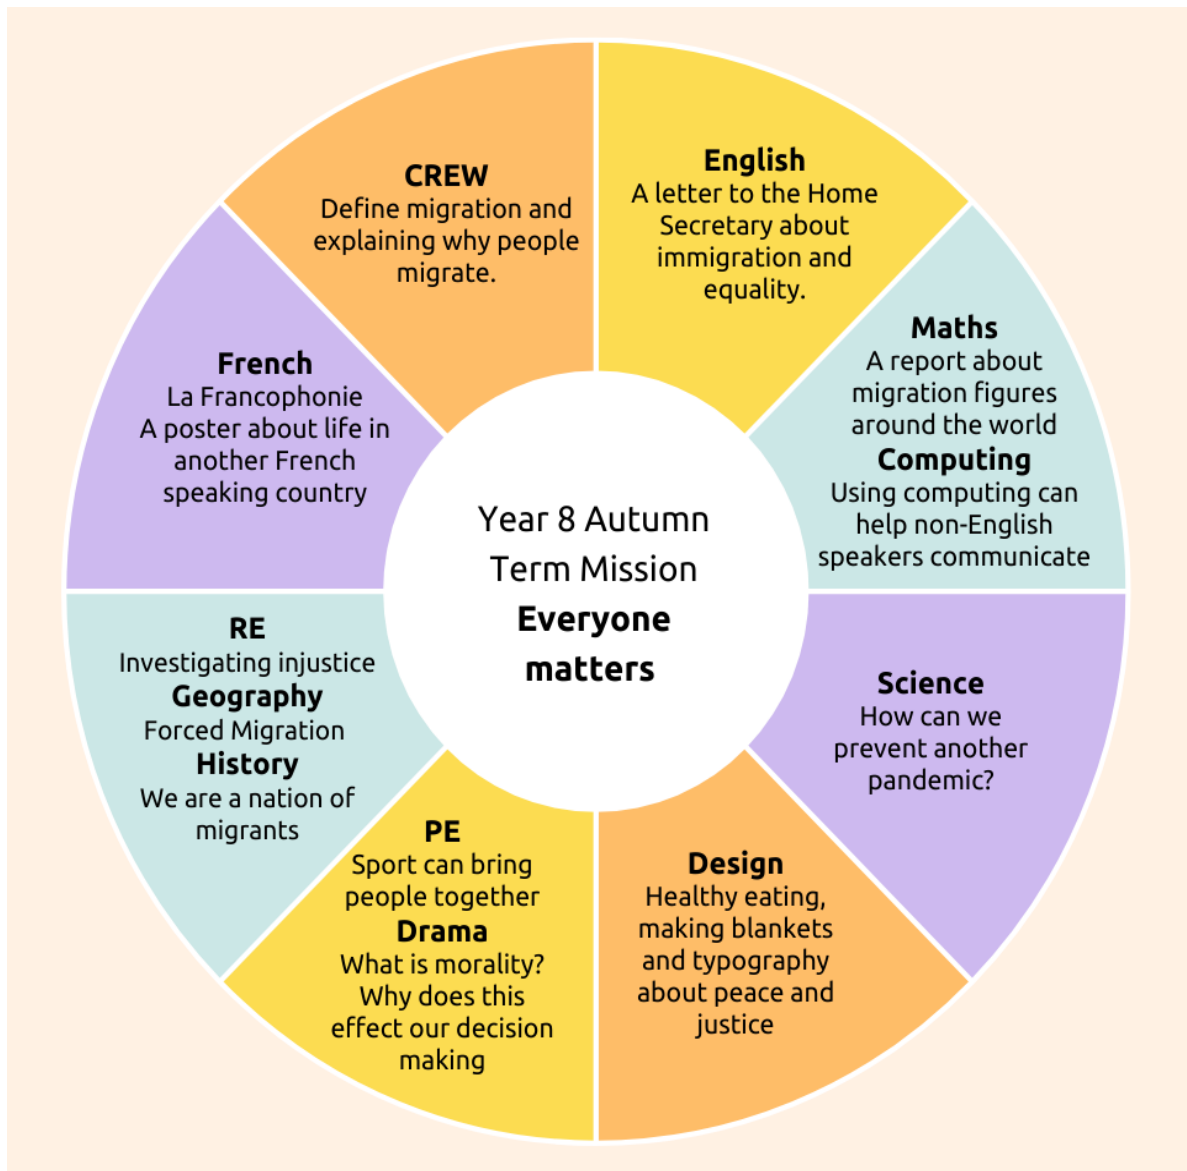 Year 8 Autumn
Term Mission
Everyone
matters
English
A letter to the Home
Secretary about
immigration and
equality.
Maths
A report about
migration figures
around the world
Computing
Using computing can
help non-English
speakers communicate
Science
How can we
prevent another
pandemic?
Design
Healthy eating,
making blankets
and typography
about peace and
justice
PE
Sport can bring
people together
Drama
What is morality?
Why does this
effect our decision
making
RE
Investigating injustice
Geography
Forced Migration
History
We are a nation of
migrants
French
La Francophonie
A poster about life in
another French
speaking country
CREW
Define migration and
explaining why people
migrate.